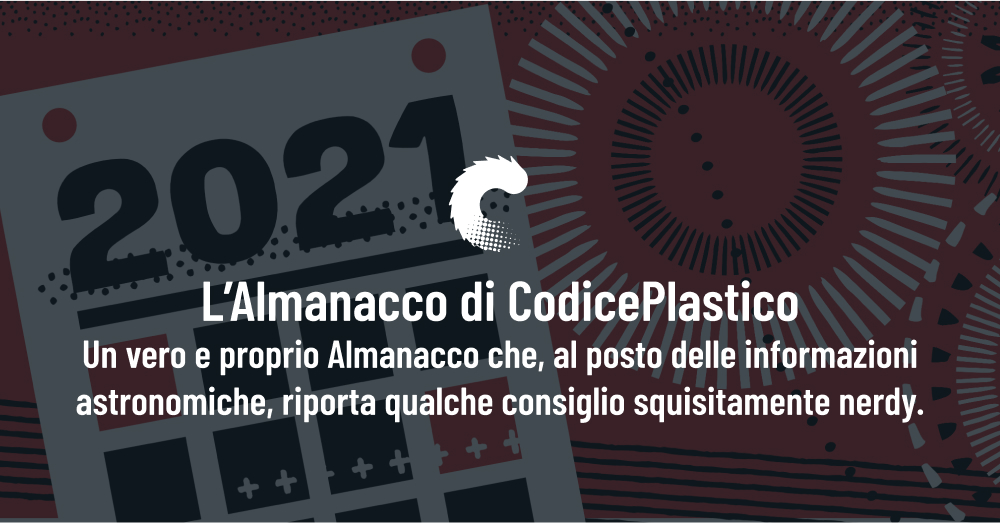 2021
L'Almanacco di CodicePlastico
Un vero e proprio Almanacco che, al posto delle informazioni
astronomiche, riporta qualche consiglio squisitamente nerdy.